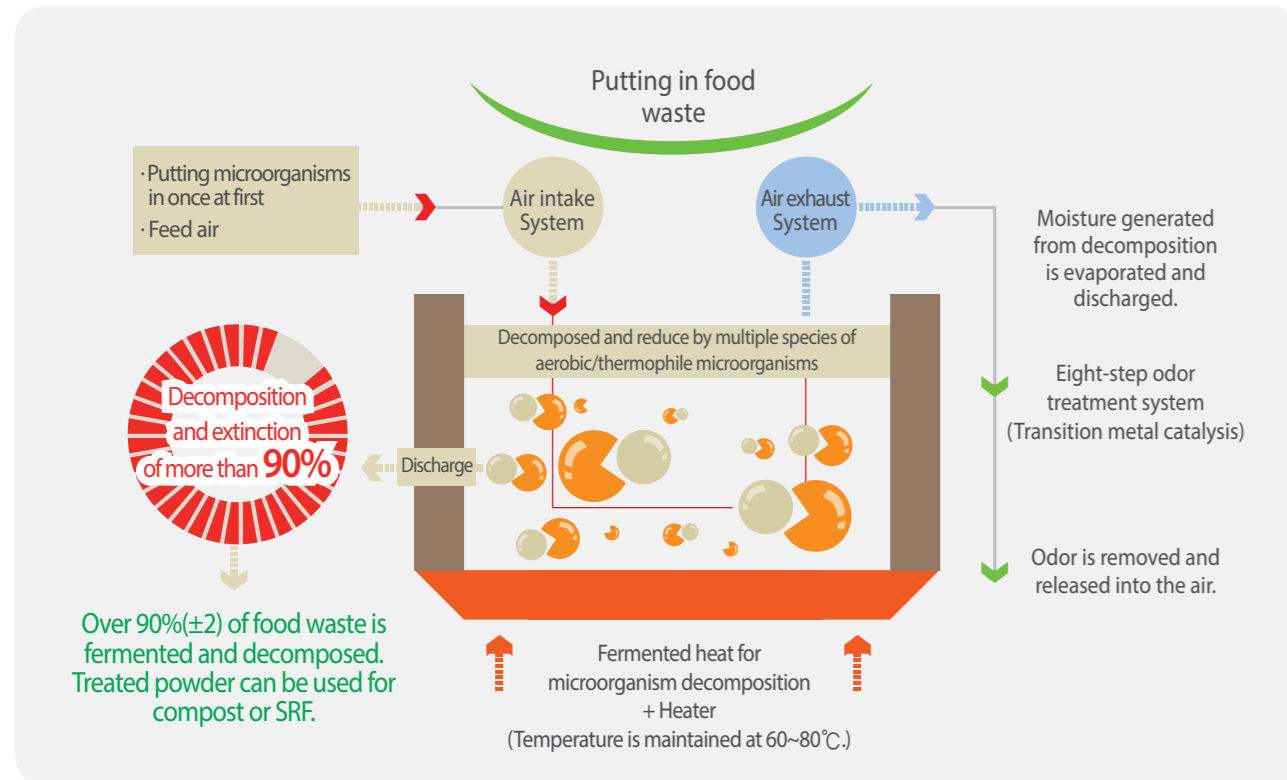 Putting in food
waste
· Putting microorganisms
in once at first
· Feed air
Air intake
System
Air exhaust
System
Moisture generated
from decomposition
is evaporated and
discharged.
Decomposed and reduce by multiple species of
aerobic/thermophile microorganisms
Eight-step odor
treatment system
(Transition metal catalysis)
Decomposition
and extinction
of more than 90%
Discharge
Odor is removed and
released into the air.
Over 90%(±2) of food waste is
fermented and decomposed.
Treated powder can be used for
compost or SRF.
Fermented heat for
microorganism decomposition
+ Heater
(Temperature is maintained at 60~80℃.)